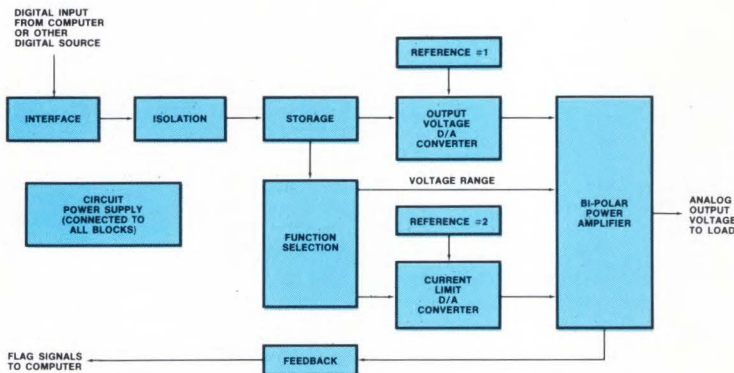 DIGITAL INPUT
FROM COMPUTER
OR OTHER
DIGITAL SOURCE
REFERENCE #1
INTERFACE
ISOLATION
STORAGE
OUTPUT
VOLTAGE
D/A
CONVERTER
CIRCUIT
POWER SUPPLY
(CONNECTED TO
ALL BLOCKS)
FUNCTION
SELECTION
VOLTAGE RANGE
REFERENCE #2
CURRENT
LIMIT
D/A
CONVERTER
BI-POLAR
POWER
AMPLIFIER
ANALOG
OUTPUT
VOLTAGE
TO LOAD
FLAG SIGNALS
TO COMPUTER
FEEDBACK